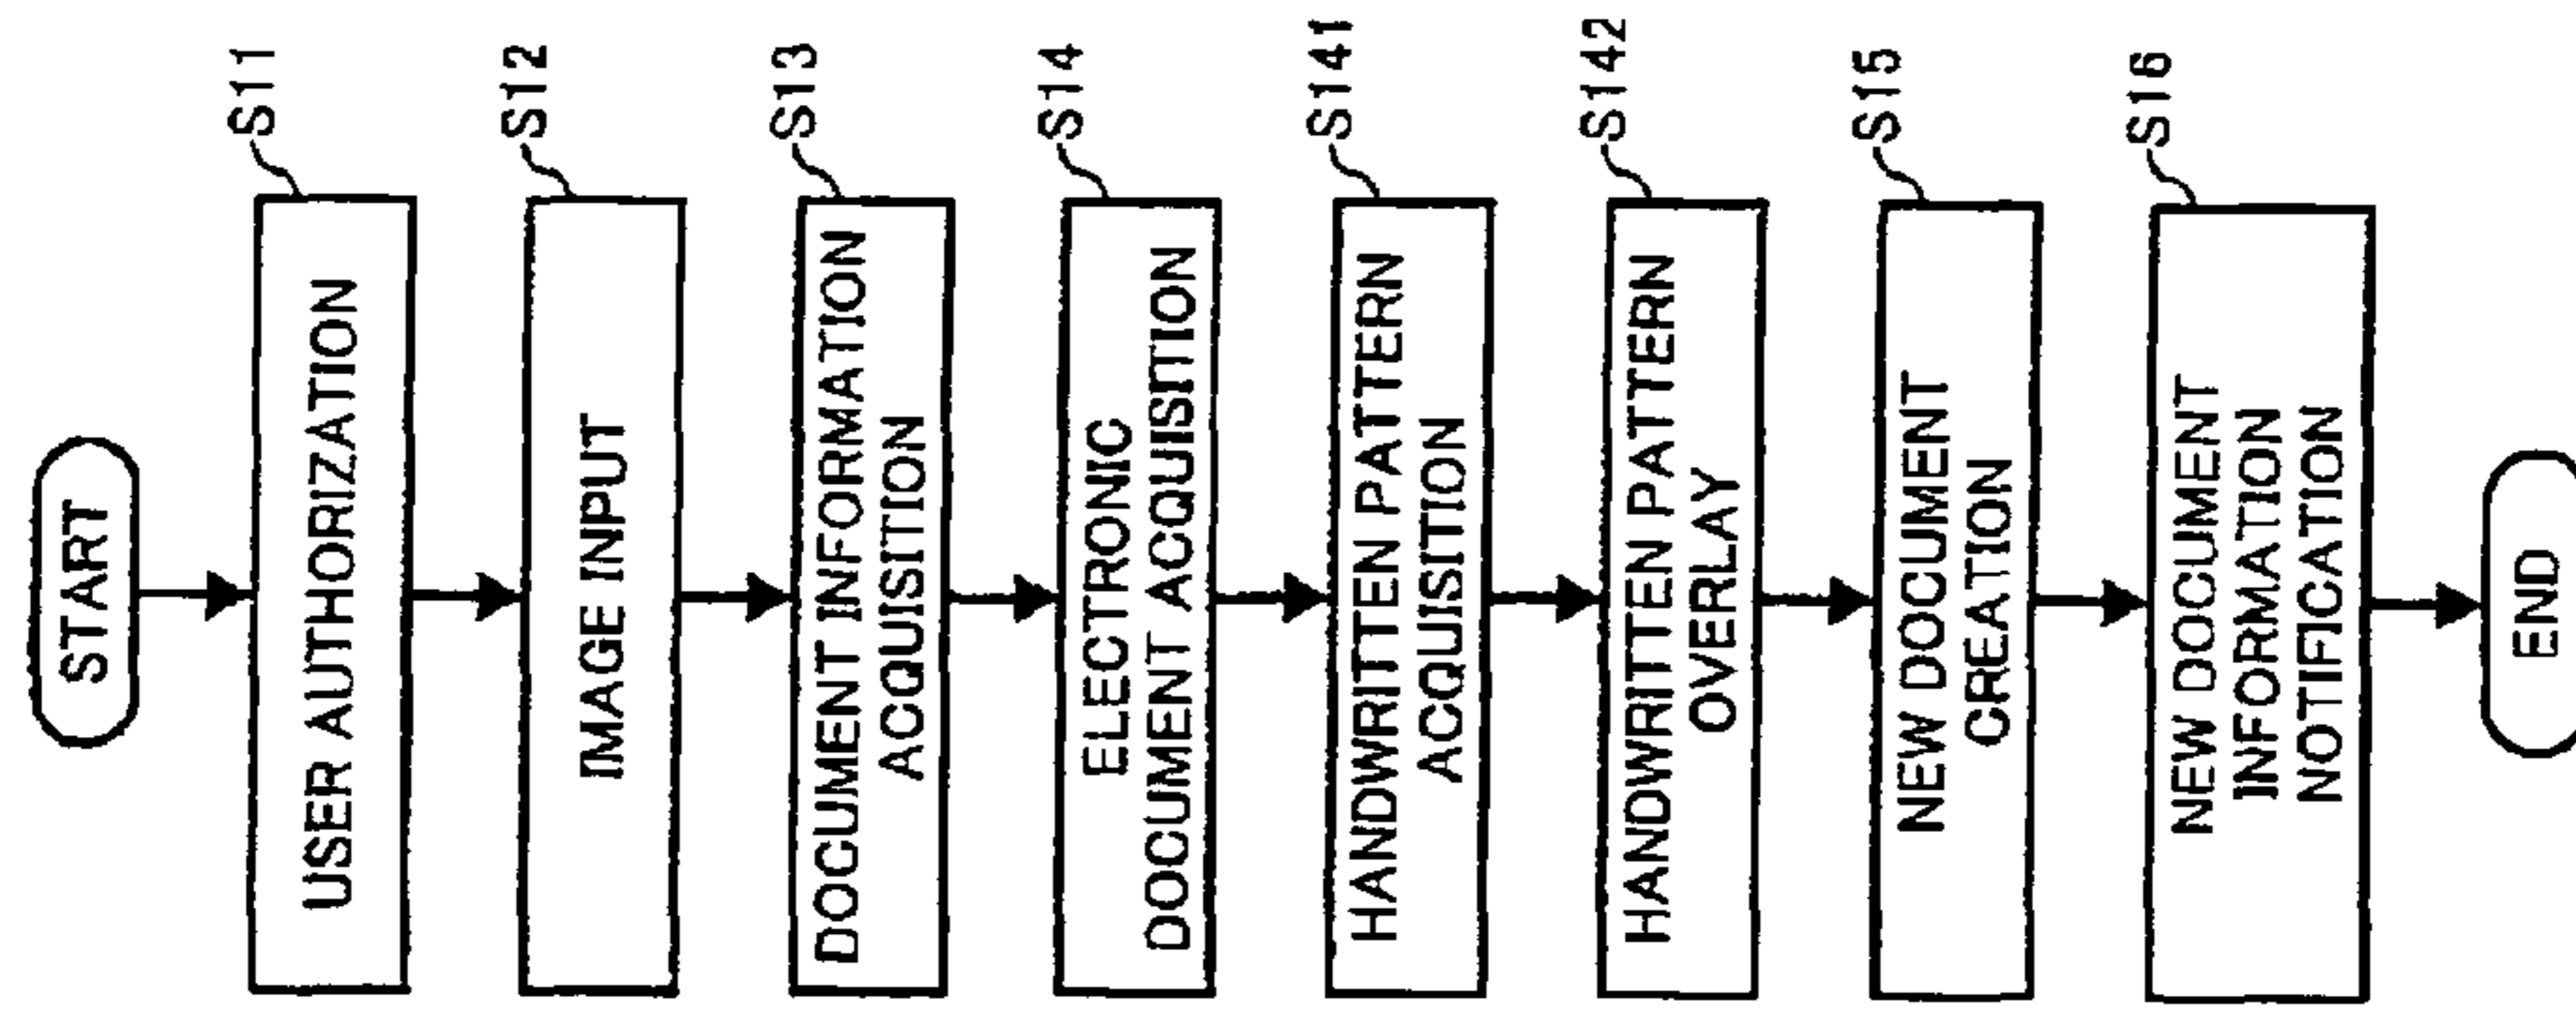 START
S11
USER AUTHORIZATION
S12
IMAGE INPUT
S13
DOCUMENT INFORMATION
ACQUISITION
S14
ELECTRONIC
DOCUMENT ACQUISITION
S141
HANDWRITTEN PATTERN
ACQUISITION
S142
HANDWRITTEN PATTERN
OVERLAY
S15
NEW DOCUMENT
CREATION
S16
NEW DOCUMENT
INFORMATION
NOTIFICATION
END